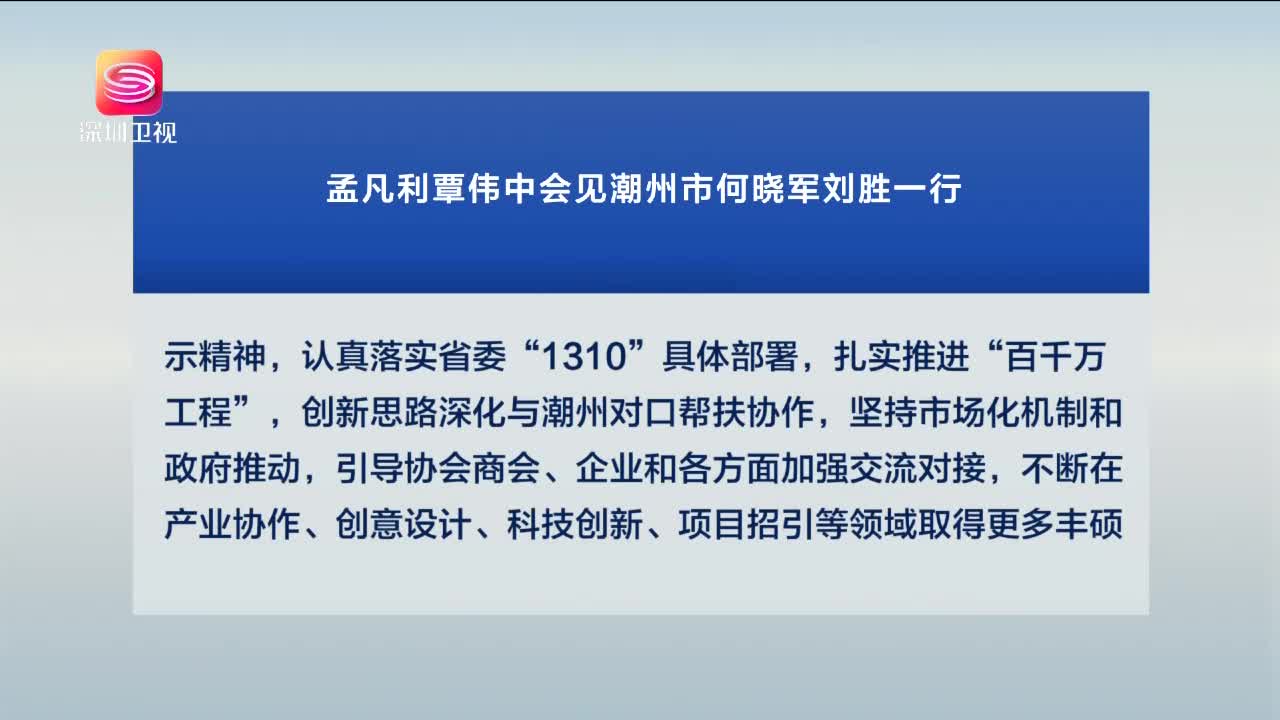 深圳卫视
孟凡利覃伟中会见潮州市何晓军刘胜一行
示精神，认真落实省委“1310”具体部署，扎实推进“百千万
工程”，创新思路深化与潮州对口帮扶协作，坚持市场化机制和
政府推动，引导协会商会、企业和各方面加强交流对接，不断在
产业协作、创意设计、科技创新、项目招引等领域取得更多丰硕